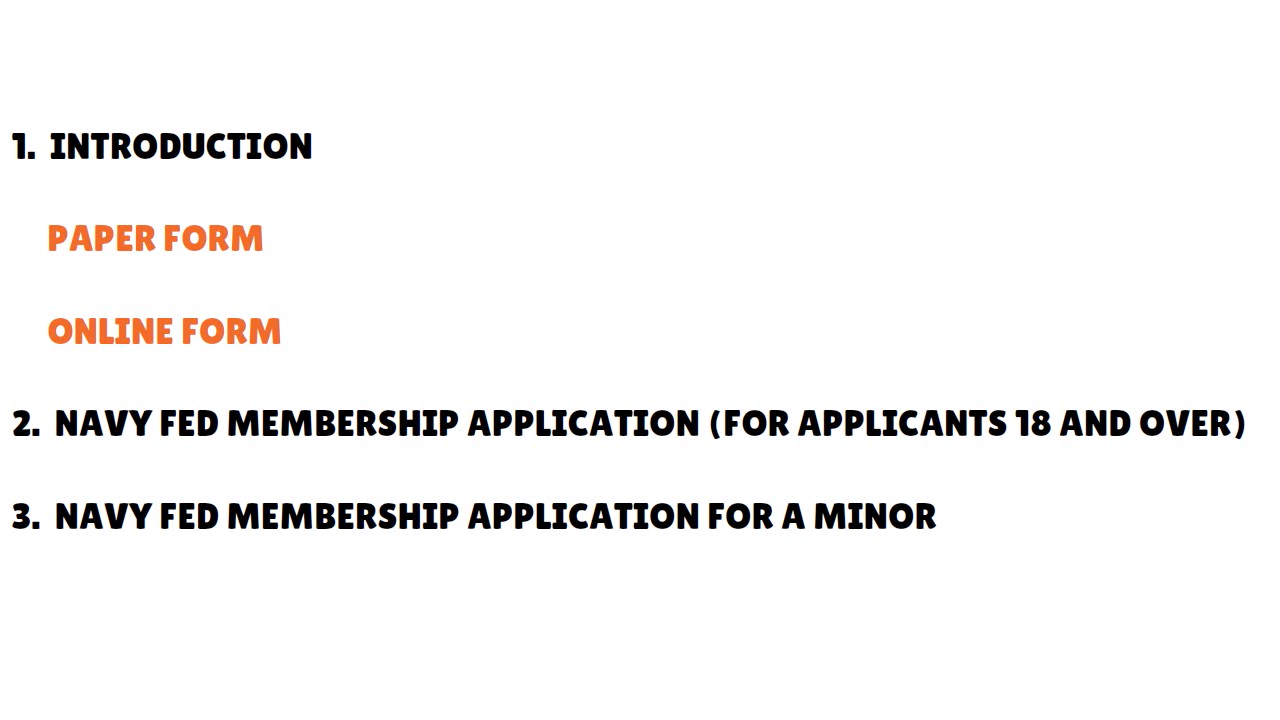 1. INTRODUCTION
PAPER FORM
ONLINE FORM
2. NAVY FED MEMBERSHIP APPLICATION (FOR APPLICANTS 18 AND OVER)
3. NAVY FED MEMBERSHIP APPLICATION FOR A MINOR